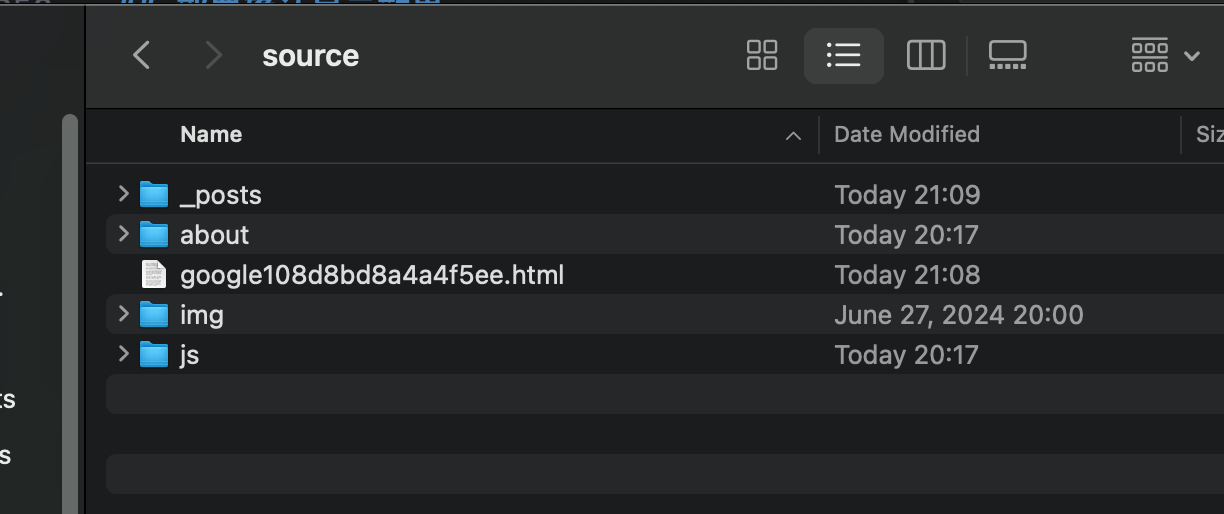 source
Name
Date Modified
Siz
_posts
Today 21:09
about
Today 20:17
google108d8bd8a4a4f5ee.html
Today 21:08
img
June 27, 2024 20:00
js
Today 20:17
ts
s